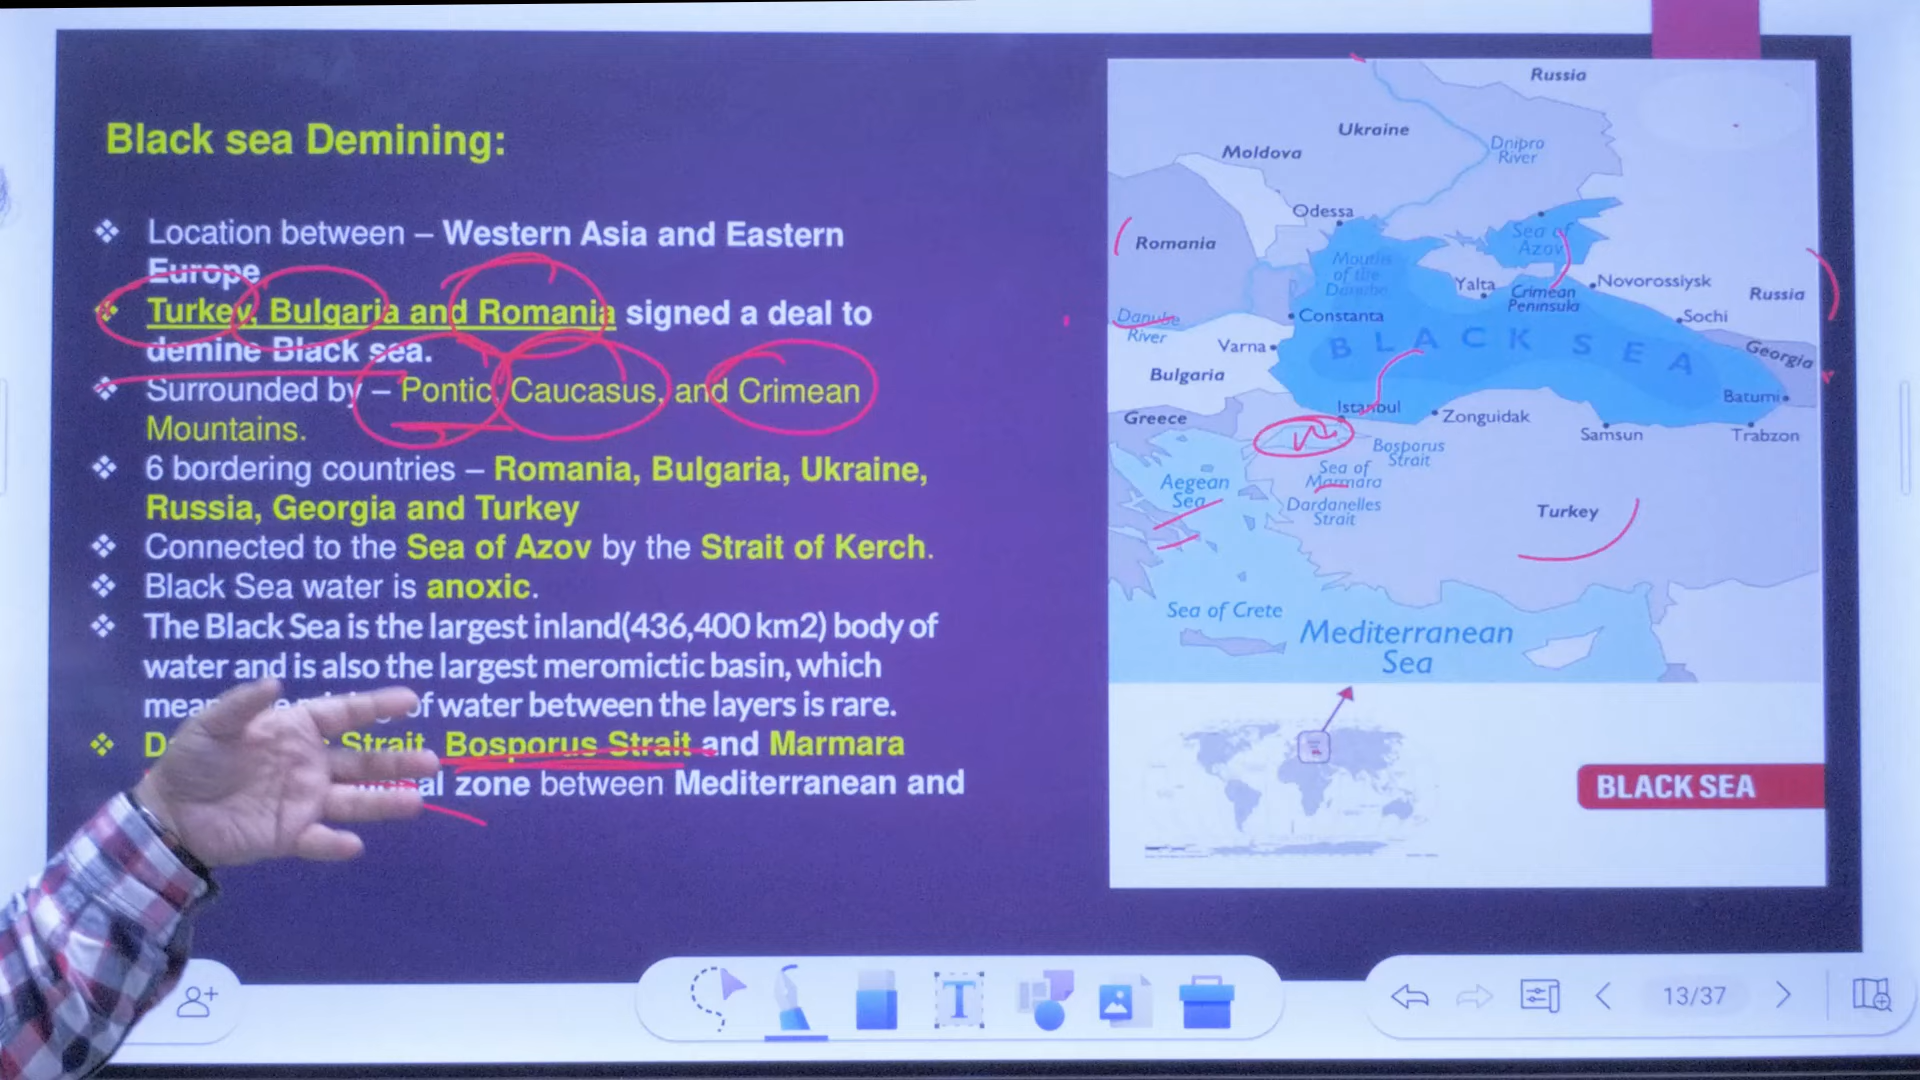 Black sea Demining:
Location between – Western Asia and Eastern
Europe
Turkey, Bulgaria and Romania signed a deal to
demine Black sea.
Surrounded by – Pontic, Caucasus, and Crimean
Mountains.
6 bordering countries – Romania, Bulgaria, Ukraine,
Russia, Georgia and Turkey
Connected to the Sea of Azov by the Strait of Kerch.
Black Sea water is anoxic.
The Black Sea is the largest inland(436,400 km2) body of
water and is also the largest meromictic basin, which
of water between the layers is rare.
Strait, Bosporus Strait and Marmara
zone between Mediterranean and
Russia
Ukraine
Dnipro
River
Moldova
Odessa
Romania
Sea of
Azov
Mouths
of the
Danube
Yalta
Crimean
Peninsula
Novorossiysk
Russia
Danube
River
Constanta
Sochi
Varna
BLACK SEA
Georgia
Bulgaria
Batumi
Istanbul
Greece
Zonguidak
Samsun
Trabzon
Bosporus
Strait
Sea of
Marmara
Aegean
Sea
Dardanelles
Strait
Turkey
Sea of Crete
Mediterranean
Sea
BLACK SEA
T
13/37